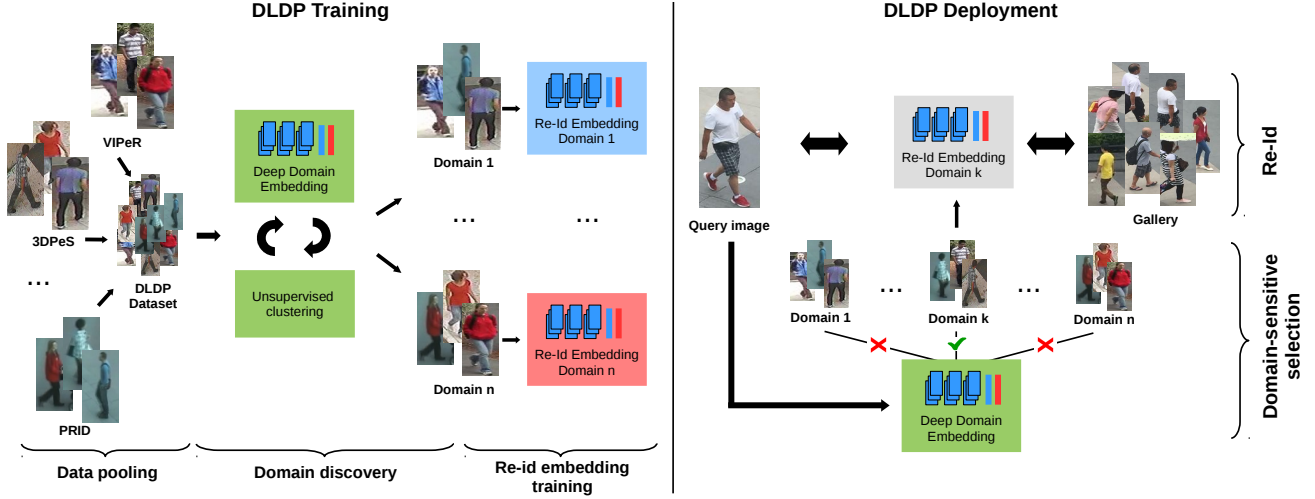 DLDP Training
VIPeR
3DPeS
...
PRID
DLDP
Dataset
Data pooling
Deep Domain
Embedding
Unsupervised
clustering
Domain discovery
Domain 1
...
Domain n
Re-Id Embedding
Domain 1
...
Re-Id Embedding
Domain n
Re-id embedding
training
DLDP Deployment
Query image
Re-Id Embedding
Domain k
Gallery
Re-Id
Domain 1
...
Domain k
...
Domain n
Deep Domain
Embedding
Domain-sensitive
selection